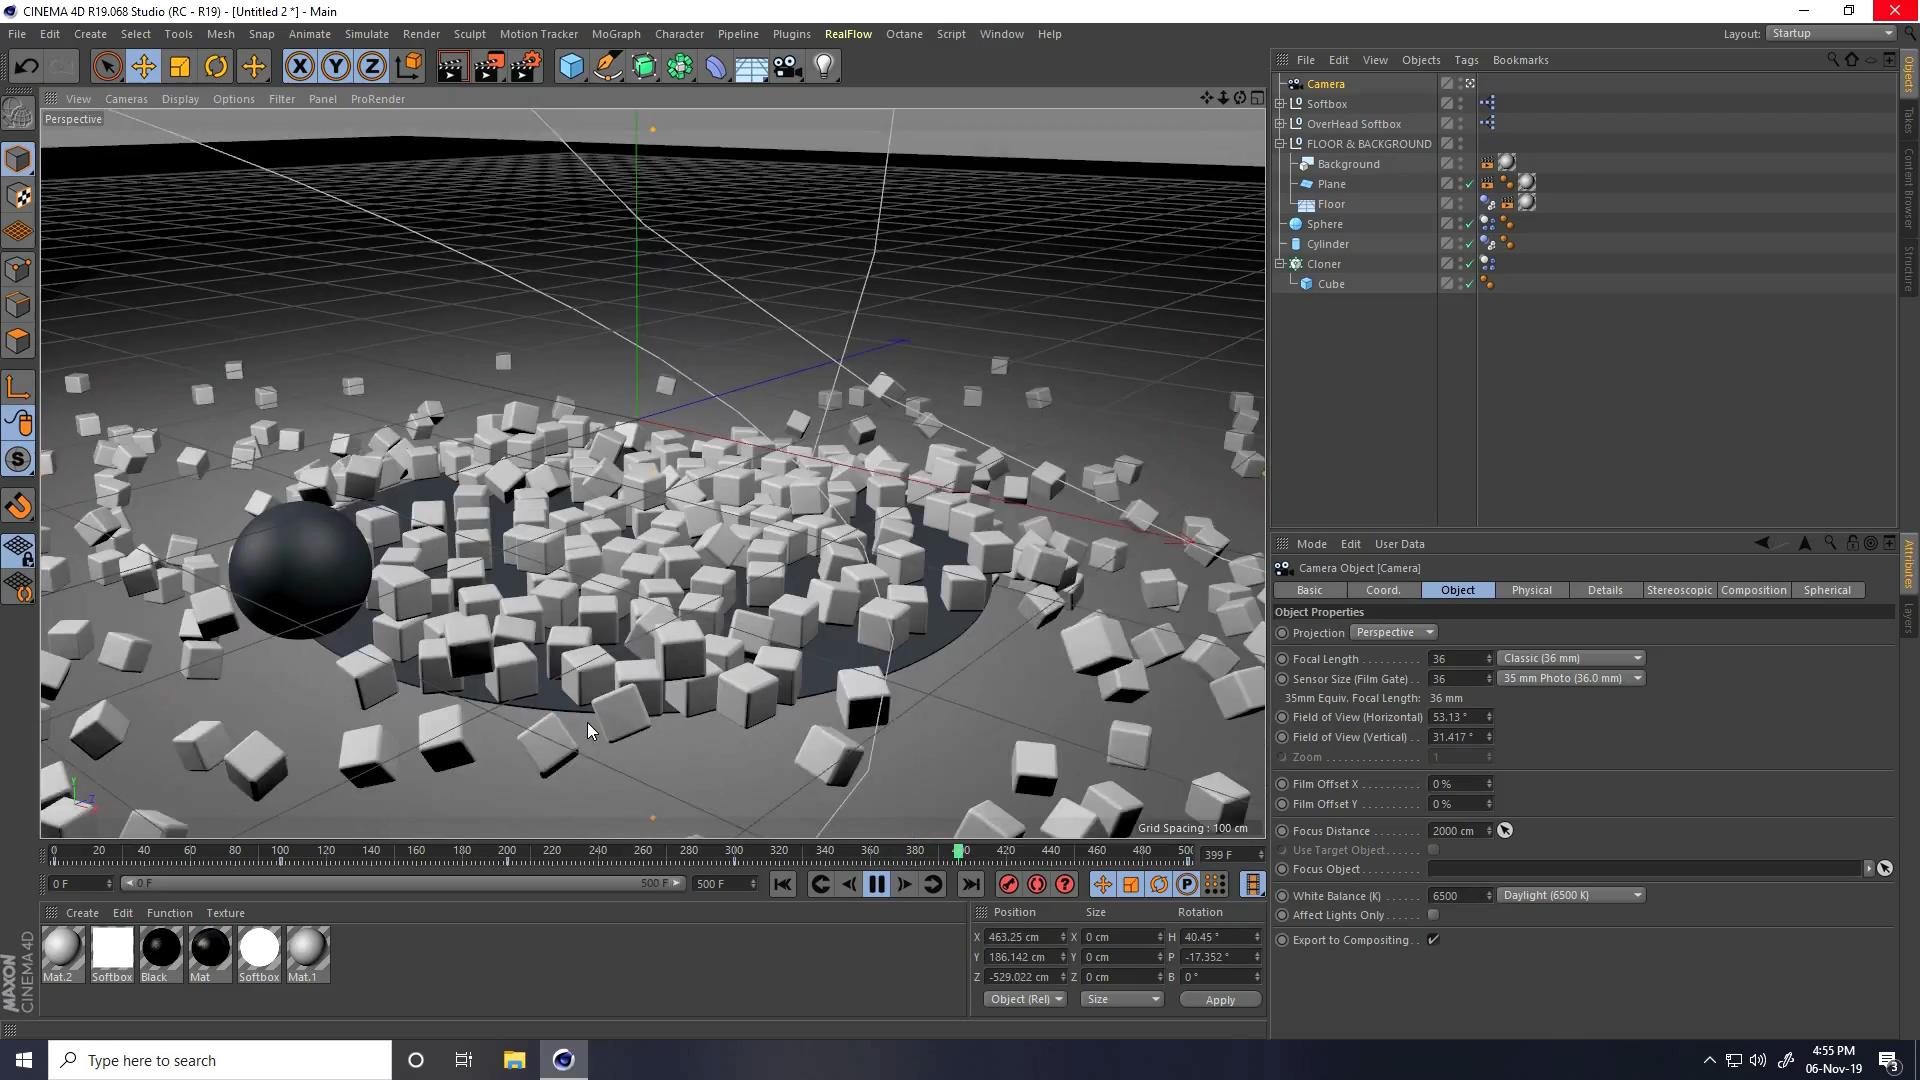 CINEMA 4D R19.068 Studio (RC - R19) - [Untitled 2 *] - Main
File Edit Create Select Tools Mesh Snap Animate Simulate Render Sculpt Motion Tracker MoGraph Character Pipeline Plugins RealFlow Octane Script Window Help
Layout: Startup
File Edit View Objects Tags Bookmarks
View Cameras Display Options Filter Panel ProRender
Perspective
Camera
Softbox
OverHead Softbox
FLOOR & BACKGROUND
Background
Plane
Floor
Sphere
Cylinder
Cloner
Cube
Objects
Takes
Content Browser
Structure
Mode Edit User Data
Camera Object [Camera]
Basic Coord. Object Physical Details Stereoscopic Composition Spherical
Object Properties
Projection Perspective
Focal Length . . . . . . . . . . 36 Classic (36 mm)
Sensor Size (Film Gate) . . 36 35 mm Photo (36.0 mm)
35mm Equiv. Focal Length: 36 mm
Field of View (Horizontal) 53.13 °
Field of View (Vertical) . . 31.417 °
Zoom . . . . . . . . . . . . . . . . 1
Film Offset X . . . . . . . . . . 0 %
Film Offset Y . . . . . . . . . . 0 %
Focus Distance . . . . . . . . 2000 cm
Use Target Object . . . . . .
Focus Object . . . . . . . . . .
White Balance (K) . . . . . . 6500 Daylight (6500 K)
Affect Lights Only . . . . . .
Export to Compositing . .
Attributes
Layers
Grid Spacing : 100 cm
0 20 40 60 80 100 120 140 160 180 200 220 240 260 280 300 320 340 360 380 420 440 460 480 50
399 F
0 F 0 F 500 F 500 F
Create Edit Function Texture
Mat.2 Softbox Black Mat Softbox Mat.1
Position Size Rotation
X 463.25 cm X 0 cm H 40.45 °
Y 186.142 cm Y 0 cm P -17.352 °
Z -529.022 cm Z 0 cm B 0 °
Object (Rel) Size Apply
MAXON
CINEMA 4D
Type here to search
4:55 PM
06-Nov-19
3